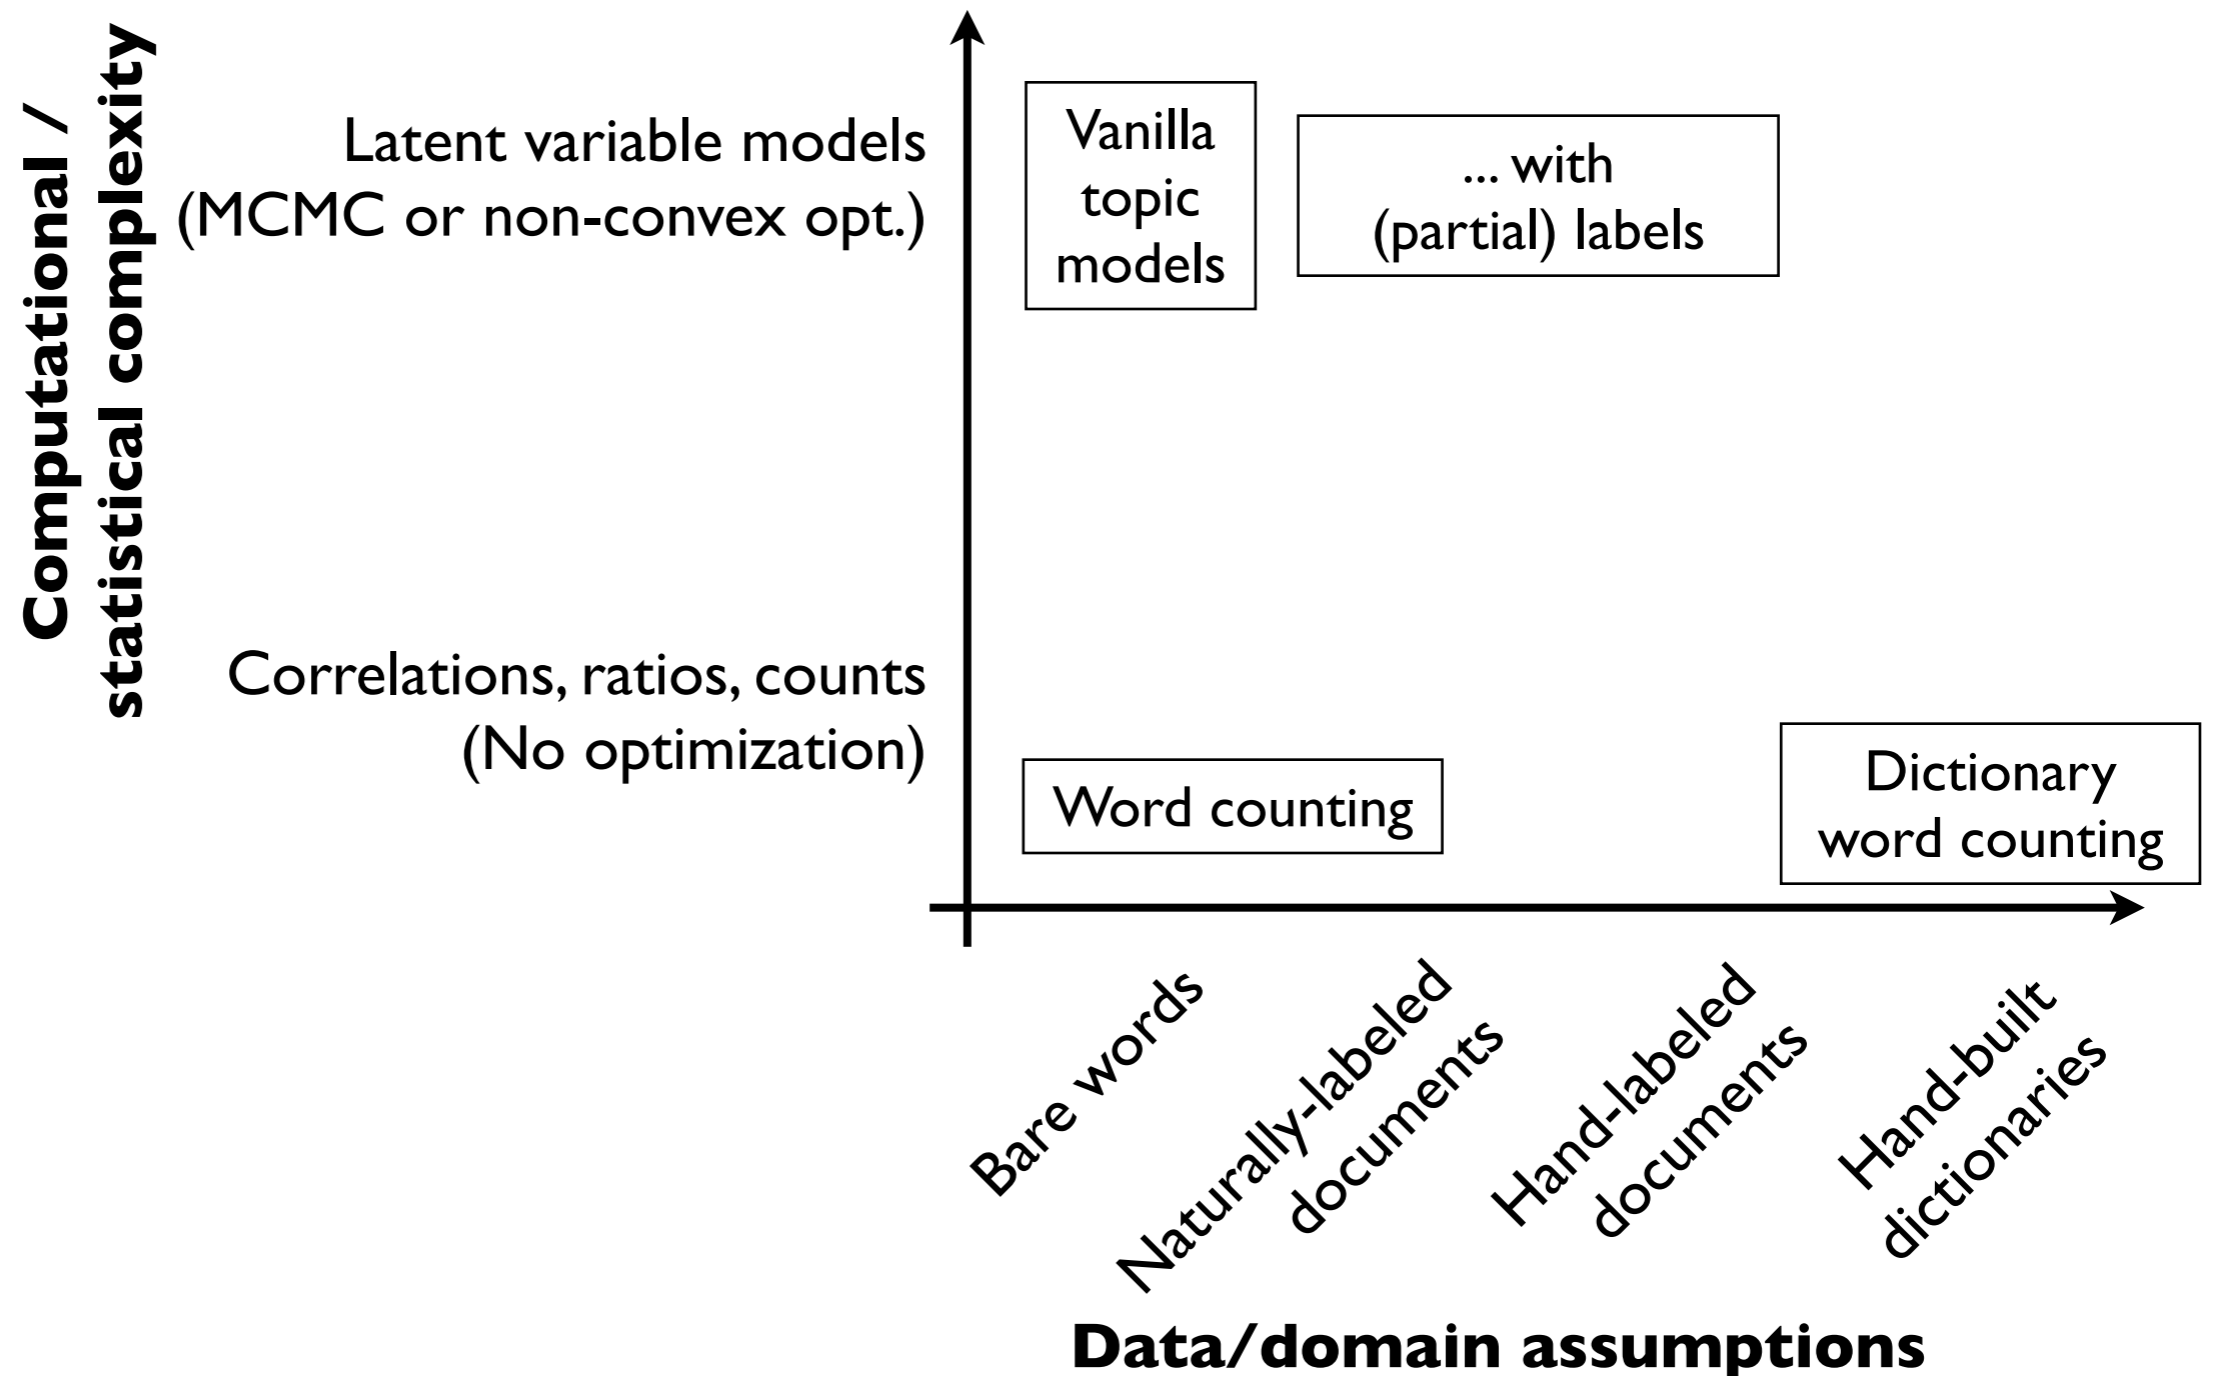 Computational /
statistical complexity
Latent variable models
(MCMC or non-convex opt.)
Vanilla
topic
models
... with
(partial) labels
Correlations, ratios, counts
(No optimization)
Word counting
Dictionary
word counting
Bare words
Naturally-labeled
documents
Hand-labeled
documents
Hand-built
dictionaries
Data/domain assumptions